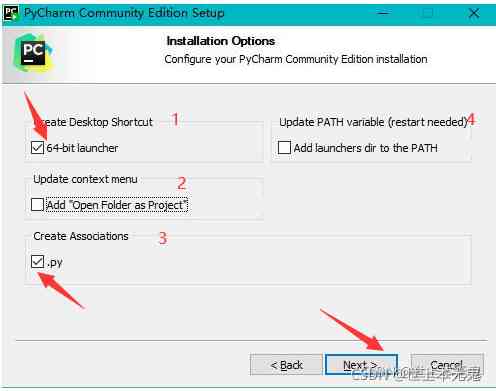 PyCharm Community Edition Setup
PC
Installation Options
Configure your PyCharm Community Edition installation
Create Desktop Shortcut 1
64-bit launcher
Update PATH variable (restart needed) 4
Add launchers dir to the PATH
Update context menu 2
Add "Open Folder as Project"
Create Associations 3
.py
< Back
Next >
Cancel